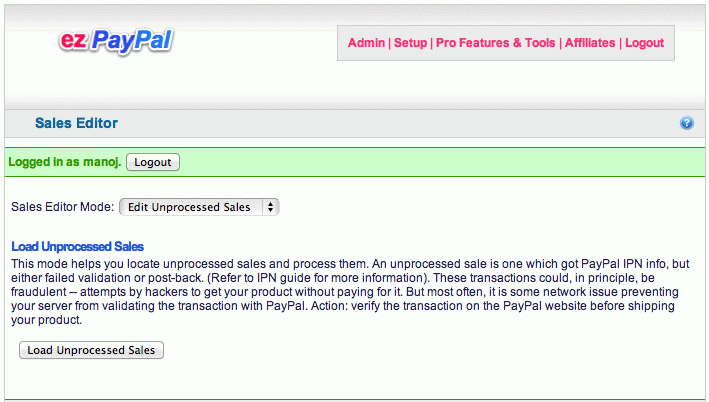 ez PayPal
Admin | Setup | Pro Features & Tools | Affiliates | Logout
Sales Editor
?
Logged in as manoj. Logout
Sales Editor Mode: Edit Unprocessed Sales
Load Unprocessed Sales
This mode helps you locate unprocessed sales and process them. An unprocessed sale is one which got PayPal IPN info, but
either failed validation or post-back. (Refer to IPN guide for more information). These transactions could, in principle, be
fraudulent -- attempts by hackers to get your product without paying for it. But most often, it is some network issue preventing
your server from validating the transaction with PayPal. Action: verify the transaction on the PayPal website before shipping
your product.
Load Unprocessed Sales